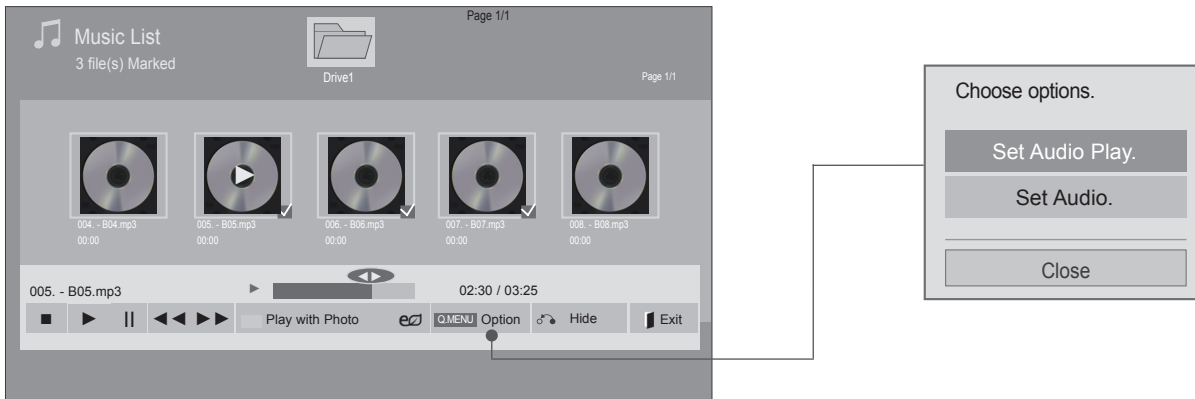 Page 1/1
Music List
3 file(s) Marked
Drive1
Page 1/1
004. - B04.mp3
00:00
005. - B05.mp3
00:00
006. - B06.mp3
00:00
007. - B07.mp3
00:00
008. - B08.mp3
00:00
005. - B05.mp3
02:30 / 03:25
Play with Photo
Q.MENU Option
Hide
Exit
Choose options.
Set Audio Play.
Set Audio.
Close